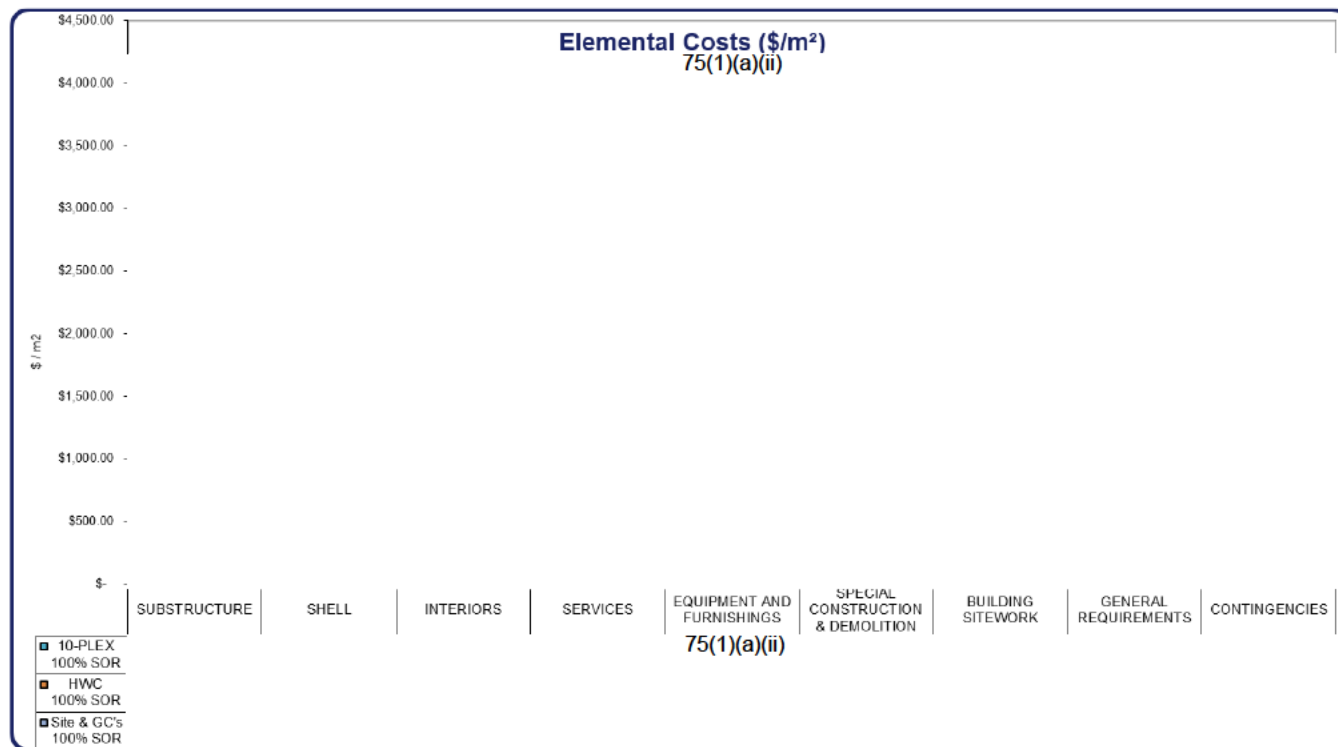 Elemental Costs ($/m²)
75(1)(a)(ii)
$4,500.00
$4,000.00
$3,500.00
$3,000.00
$2,500.00
$2,000.00
$1,500.00
$1,000.00
$500.00
$-
$ / m2
SUBSTRUCTURE
SHELL
INTERIORS
SERVICES
EQUIPMENT AND
FURNISHINGS
SPECIAL
CONSTRUCTION
& DEMOLITION
BUILDING
SITEWORK
GENERAL
REQUIREMENTS
CONTINGENCIES
10-PLEX
100% SOR
HWC
100% SOR
Site & GC's
100% SOR
75(1)(a)(ii)